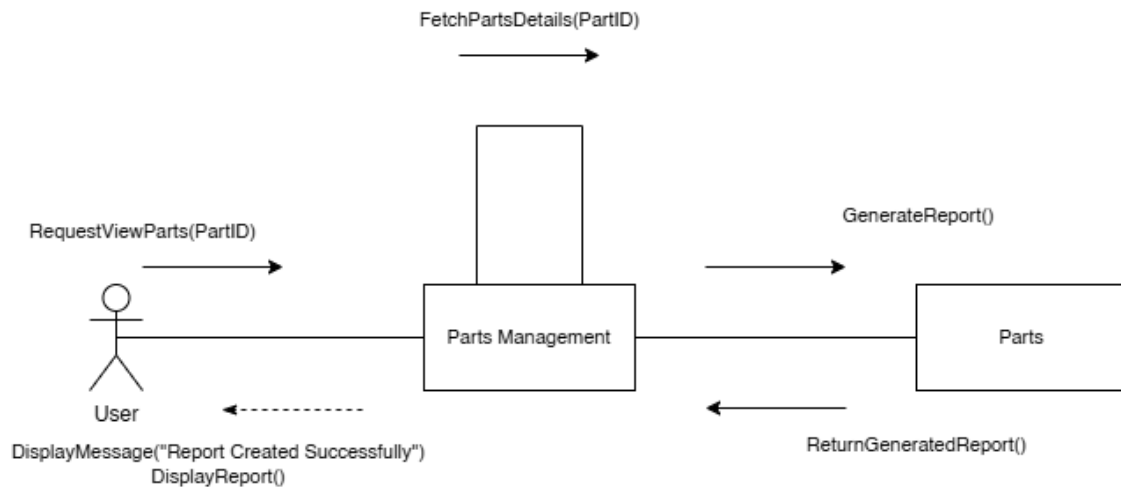 FetchPartsDetails(PartID)
RequestViewParts(PartID)
GenerateReport()
Parts Management
Parts
User
DisplayMessage("Report Created Successfully")
DisplayReport()
ReturnGeneratedReport()